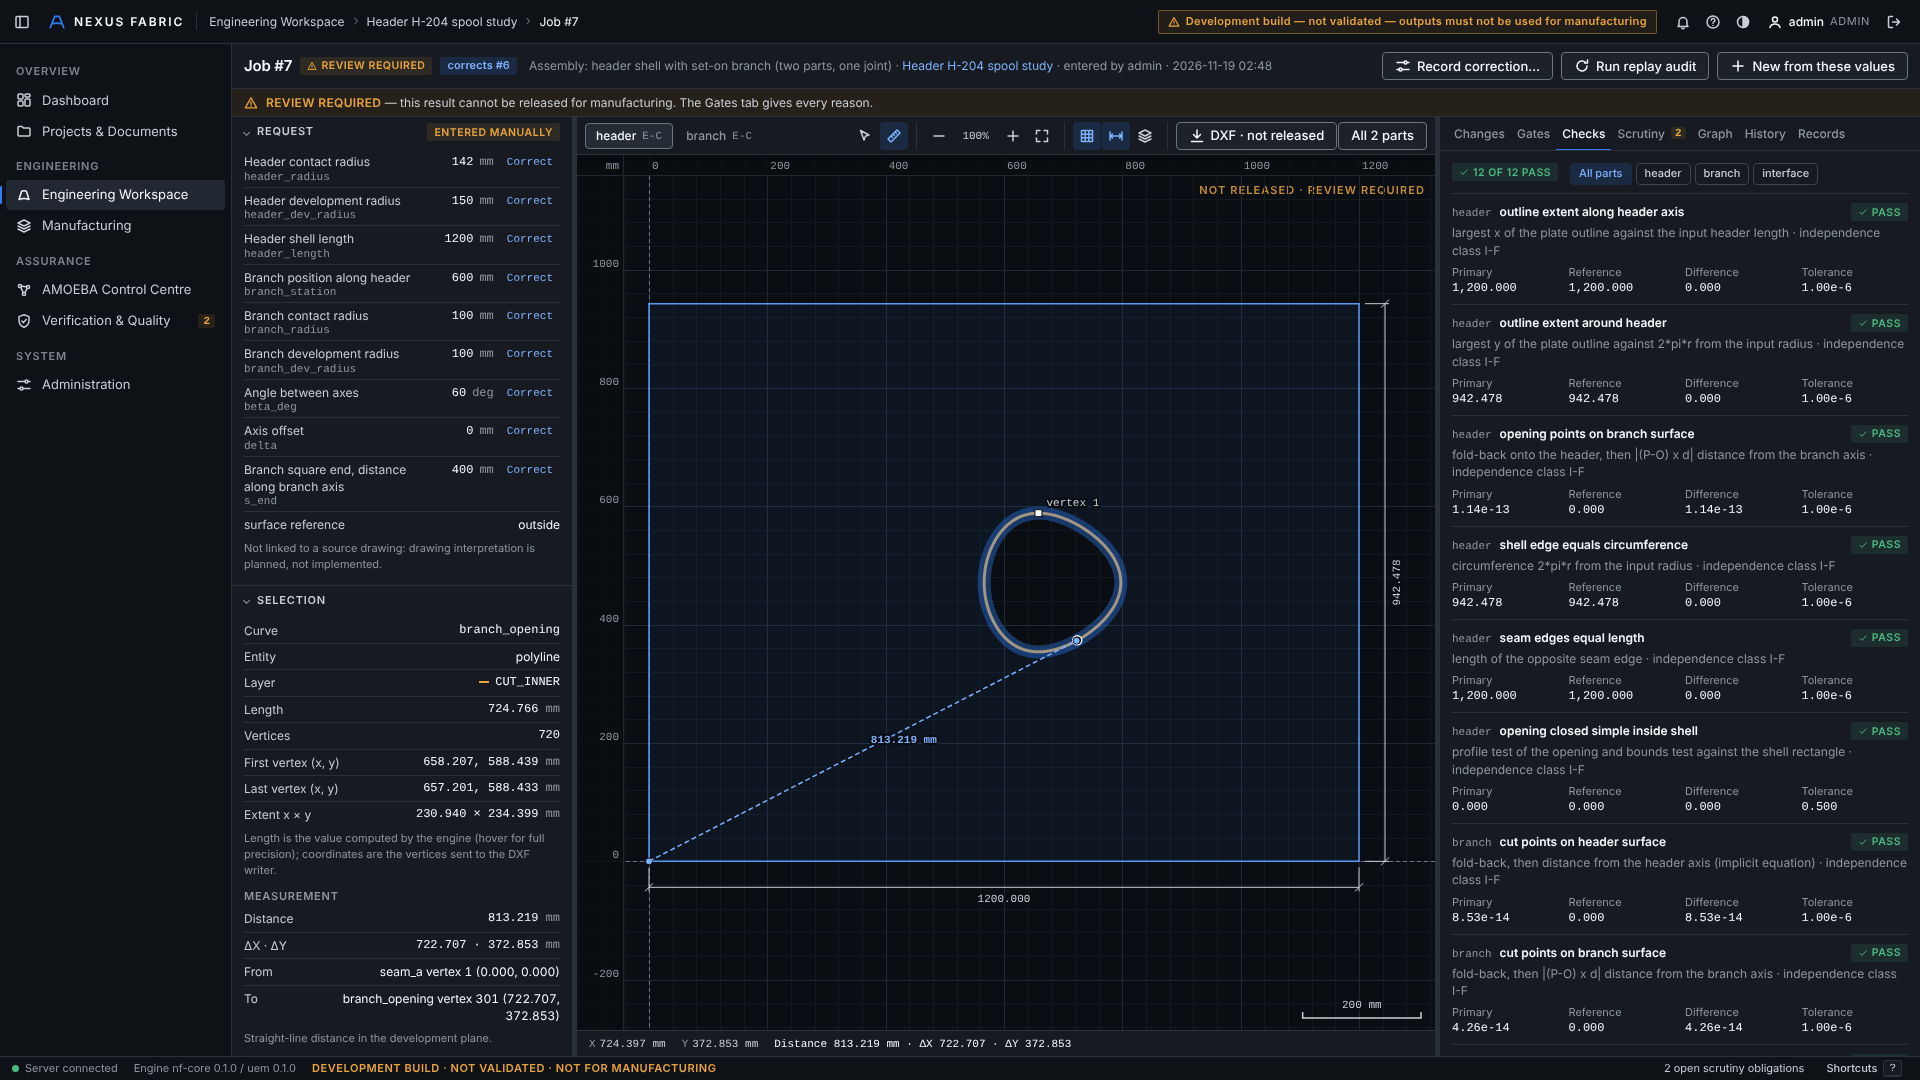 NEXUS FABRIC
Engineering Workspace > Header H-204 spool study > Job #7
Development build — not validated — outputs must not be used for manufacturing
admin ADMIN
OVERVIEW
Dashboard
Projects & Documents
ENGINEERING
Engineering Workspace
Manufacturing
ASSURANCE
AMOEBA Control Centre
Verification & Quality 2
SYSTEM
Administration
Job #7 REVIEW REQUIRED corrects #6 Assembly: header shell with set-on branch (two parts, one joint) · Header H-204 spool study · entered by admin · 2026-11-19 02:48
Record correction... Run replay audit New from these values
REVIEW REQUIRED — this result cannot be released for manufacturing. The Gates tab gives every reason.
REQUEST ENTERED MANUALLY
Header contact radius 142 mm Correct
header_radius
Header development radius 150 mm Correct
header_dev_radius
Header shell length 1200 mm Correct
header_length
Branch position along header 600 mm Correct
branch_station
Branch contact radius 100 mm Correct
branch_radius
Branch development radius 100 mm Correct
branch_dev_radius
Angle between axes 60 deg Correct
beta_deg
Axis offset 0 mm Correct
delta
Branch square end, distance along branch axis 400 mm Correct
s_end
surface reference outside
Not linked to a source drawing: drawing interpretation is
planned, not implemented.
SELECTION
Curve branch_opening
Entity polyline
Layer CUT_INNER
Length 724.766 mm
Vertices 720
First vertex (x, y) 658.207, 588.439 mm
Last vertex (x, y) 657.201, 588.433 mm
Extent x × y 230.940 × 234.399 mm
Length is the value computed by the engine (hover for full
precision); coordinates are the vertices sent to the DXF
writer.
MEASUREMENT
Distance 813.219 mm
ΔX · ΔY 722.707 · 372.853 mm
From seam_a vertex 1 (0.000, 0.000)
To branch_opening vertex 301 (722.707,
372.853)
Straight-line distance in the development plane.
header E-C branch E-C
100%
DXF · not released All 2 parts
mm 0 200 400 600 800 1000 1200
NOT RELEASED · REVIEW REQUIRED
1000
800
600
400
200
0
-200
vertex 1
942.478
813.219 mm
1200.000
200 mm
X 724.397 mm Y 372.853 mm Distance 813.219 mm · ΔX 722.707 · ΔY 372.853
Changes Gates Checks Scrutiny 2 Graph History Records
12 OF 12 PASS All parts header branch interface
header outline extent along header axis PASS
largest x of the plate outline against the input header length · independence
class I-F
Primary Reference Difference Tolerance
1,200.000 1,200.000 0.000 1.00e-6
header outline extent around header PASS
largest y of the plate outline against 2*pi*r from the input radius · independence
class I-F
Primary Reference Difference Tolerance
942.478 942.478 0.000 1.00e-6
header opening points on branch surface PASS
fold-back onto the header, then |(P-O) x d| distance from the branch axis ·
independence class I-F
Primary Reference Difference Tolerance
1.14e-13 0.000 1.14e-13 1.00e-6
header shell edge equals circumference PASS
circumference 2*pi*r from the input radius · independence class I-F
Primary Reference Difference Tolerance
942.478 942.478 0.000 1.00e-6
header seam edges equal length PASS
length of the opposite seam edge · independence class I-F
Primary Reference Difference Tolerance
1,200.000 1,200.000 0.000 1.00e-6
header opening closed simple inside shell PASS
profile test of the opening and bounds test against the shell rectangle ·
independence class I-F
Primary Reference Difference Tolerance
0.000 0.000 0.000 0.500
branch cut points on header surface PASS
fold-back, then distance from the header axis (implicit equation) · independence
class I-F
Primary Reference Difference Tolerance
8.53e-14 0.000 8.53e-14 1.00e-6
branch cut points on branch surface PASS
fold-back, then |(P-O) x d| distance from the branch axis · independence class
I-F
Primary Reference Difference Tolerance
4.26e-14 0.000 4.26e-14 1.00e-6
Server connected Engine nf-core 0.1.0 / uem 0.1.0 DEVELOPMENT BUILD · NOT VALIDATED · NOT FOR MANUFACTURING
2 open scrutiny obligations Shortcuts ?